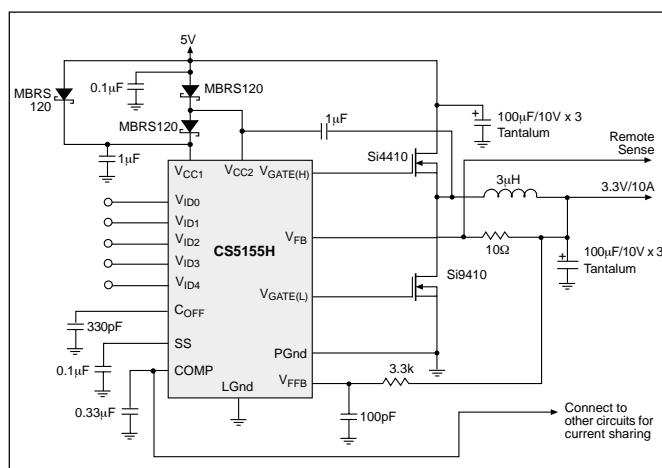 5V
MBRS
120
0.1μF
MBRS120
MBRS120
1μF
1μF
100μF/10V x 3
Tantalum
Remote
Sense
Si4410
3μH
3.3V/10A
VCC1
VCC2
VGATE(H)
VID0
VID1
VID2
VID3
VID4
CS5155H
VFB
10Ω
100μF/10V x 3
Tantalum
Si9410
VGATE(L)
COFF
330pF
SS
0.1μF
COMP
PGnd
LGnd
VFFB
3.3k
0.33μF
100pF
Connect to
other circuits for
current sharing